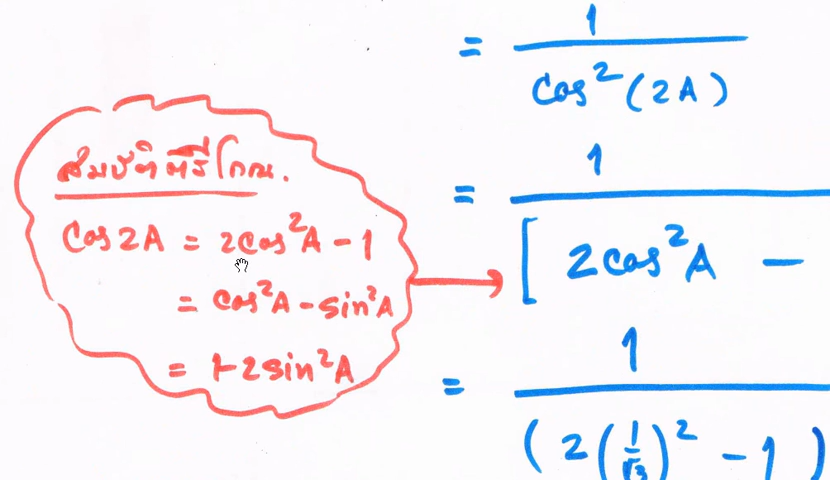 สมบัติตรีโกณ.
cos 2A = 2cos²A - 1
= cos²A - sin²A
= 1-2sin²A
= 1
cos²(2A)
= 1
[ 2cos²A -
= 1
( 2(1/√3)² - 1 )